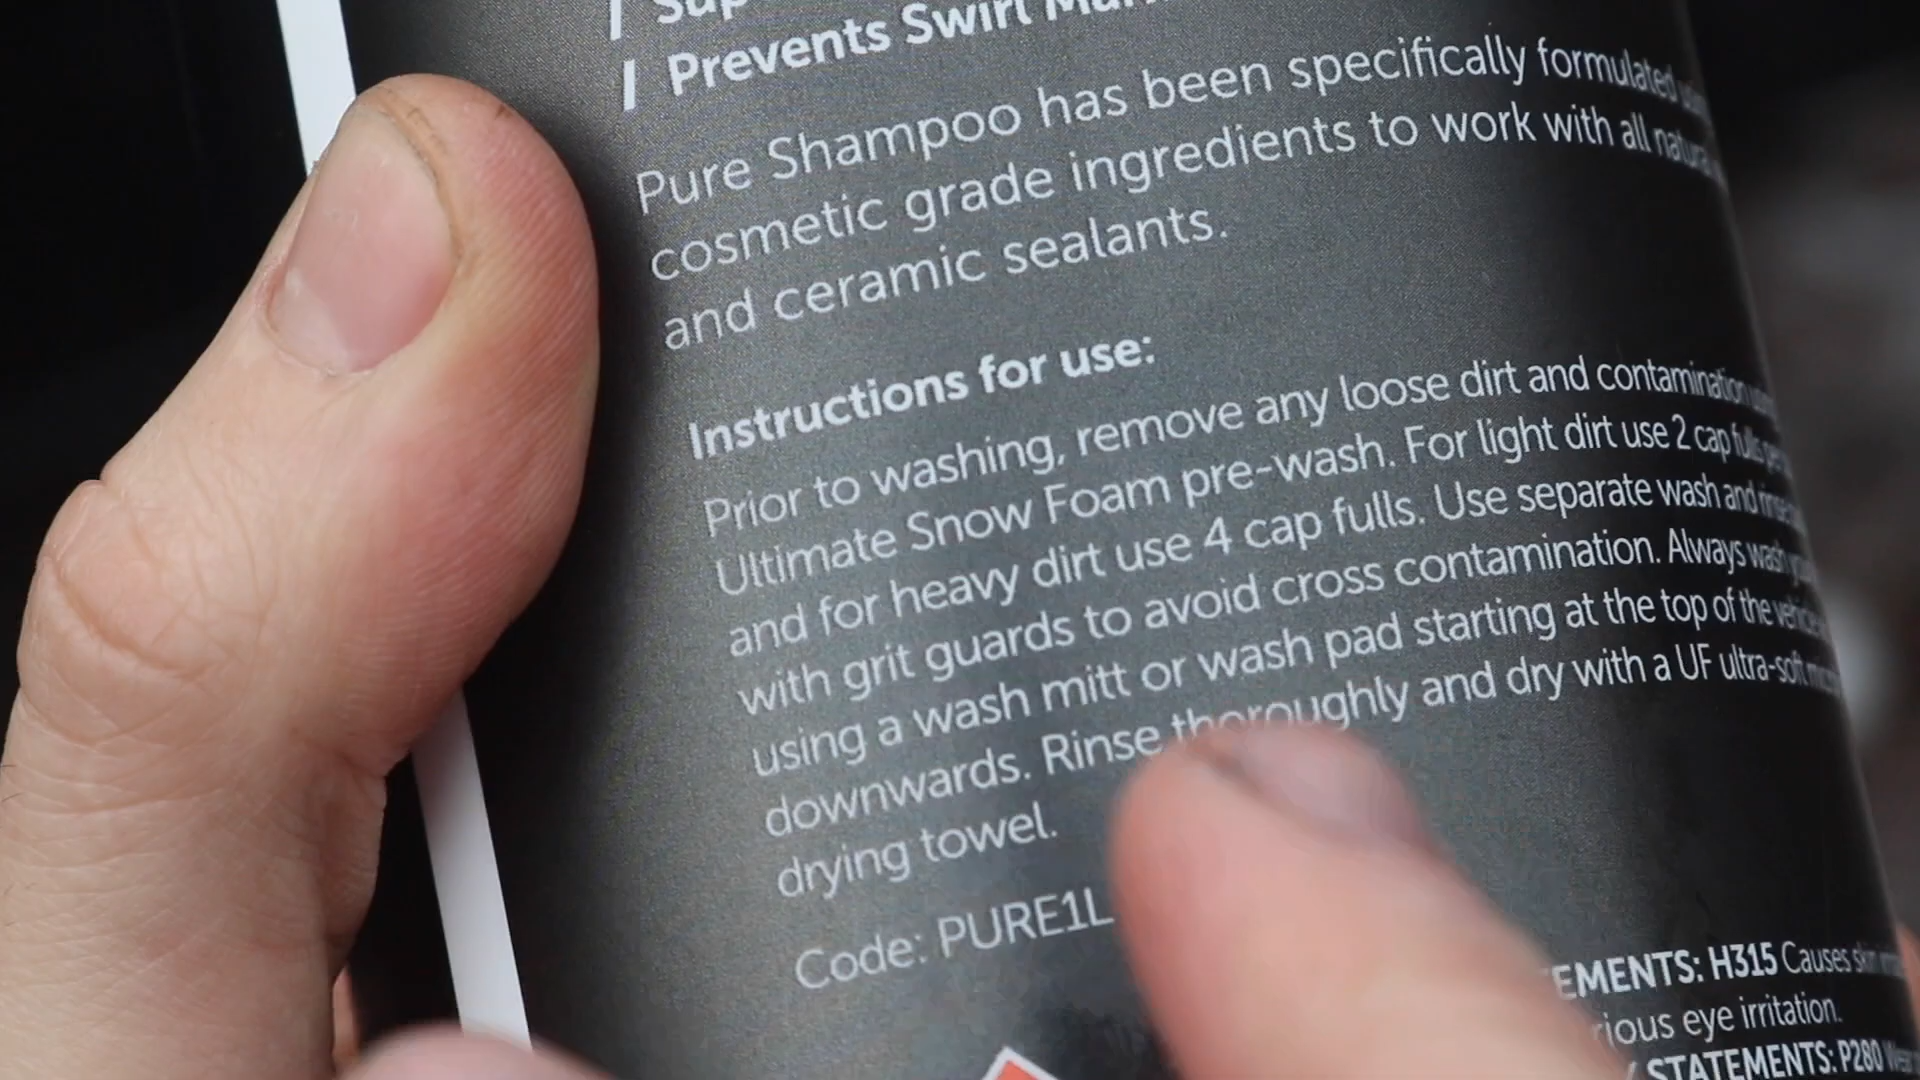 / Sup
/ Prevents Swirl Mar
Pure Shampoo has been specifically formulated
cosmetic grade ingredients to work with all natural
and ceramic sealants.
Instructions for use:
Prior to washing, remove any loose dirt and contamination
Ultimate Snow Foam pre-wash. For light dirt use 2 cap fulls per
and for heavy dirt use 4 cap fulls. Use separate wash and rinse
with grit guards to avoid cross contamination. Always wash
using a wash mitt or wash pad starting at the top of the vehicle
downwards. Rinse thoroughly and dry with a UF ultra-soft
drying towel.
Code: PURE1L
EMENTS: H315 Causes skin
rious eye irritation.
STATEMENTS: P280 Wear